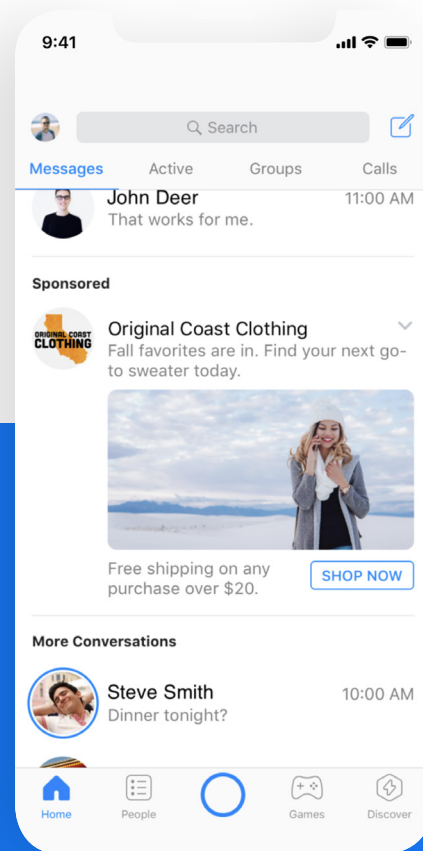 9:41
Search
Messages Active Groups Calls
John Deer 11:00 AM
That works for me.
Sponsored
ORIGINAL COAST
CLOTHING
Original Coast Clothing
Fall favorites are in. Find your next go-
to sweater today.
Free shipping on any
purchase over $20.
SHOP NOW
More Conversations
Steve Smith 10:00 AM
Dinner tonight?
Home People Games Discover